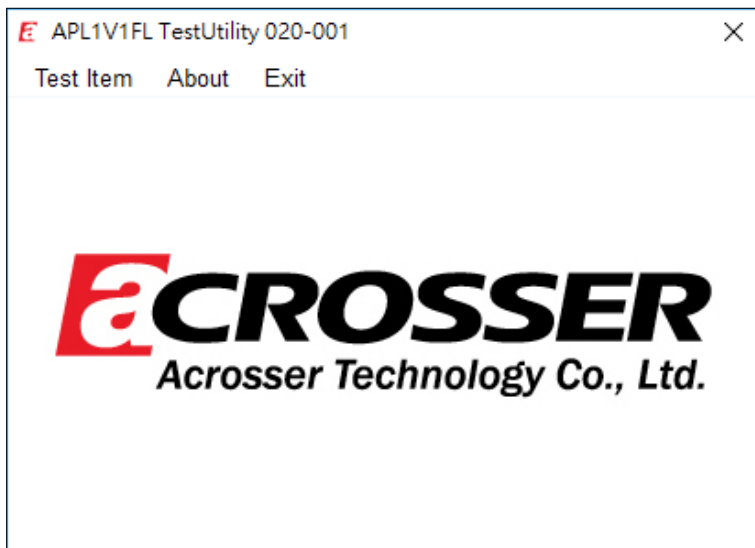 APL1V1FL TestUtility 020-001
Test Item About Exit
aCROSSER
Acrosser Technology Co., Ltd.